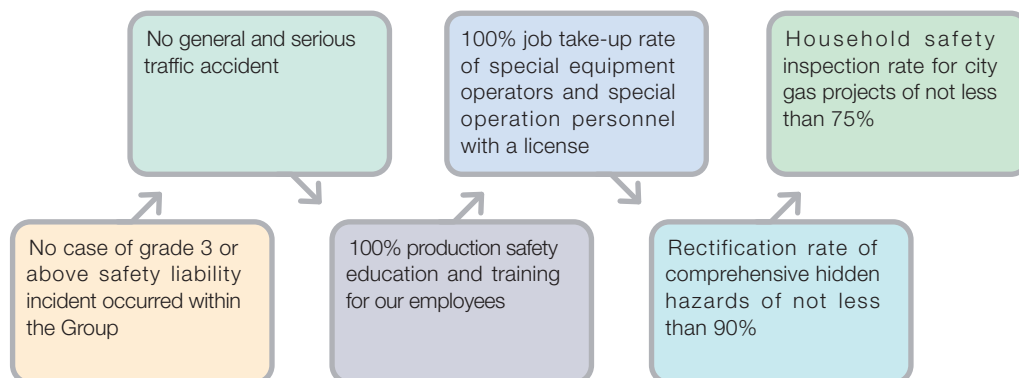 No general and serious
traffic accident
100% job take-up rate
of special equipment
operators and special
operation personnel
with a license
Household safety
inspection rate for city
gas projects of not less
than 75%
No case of grade 3 or
above safety liability
incident occurred within
the Group
100% production safety
education and training
for our employees
Rectification rate of
comprehensive hidden
hazards of not less
than 90%